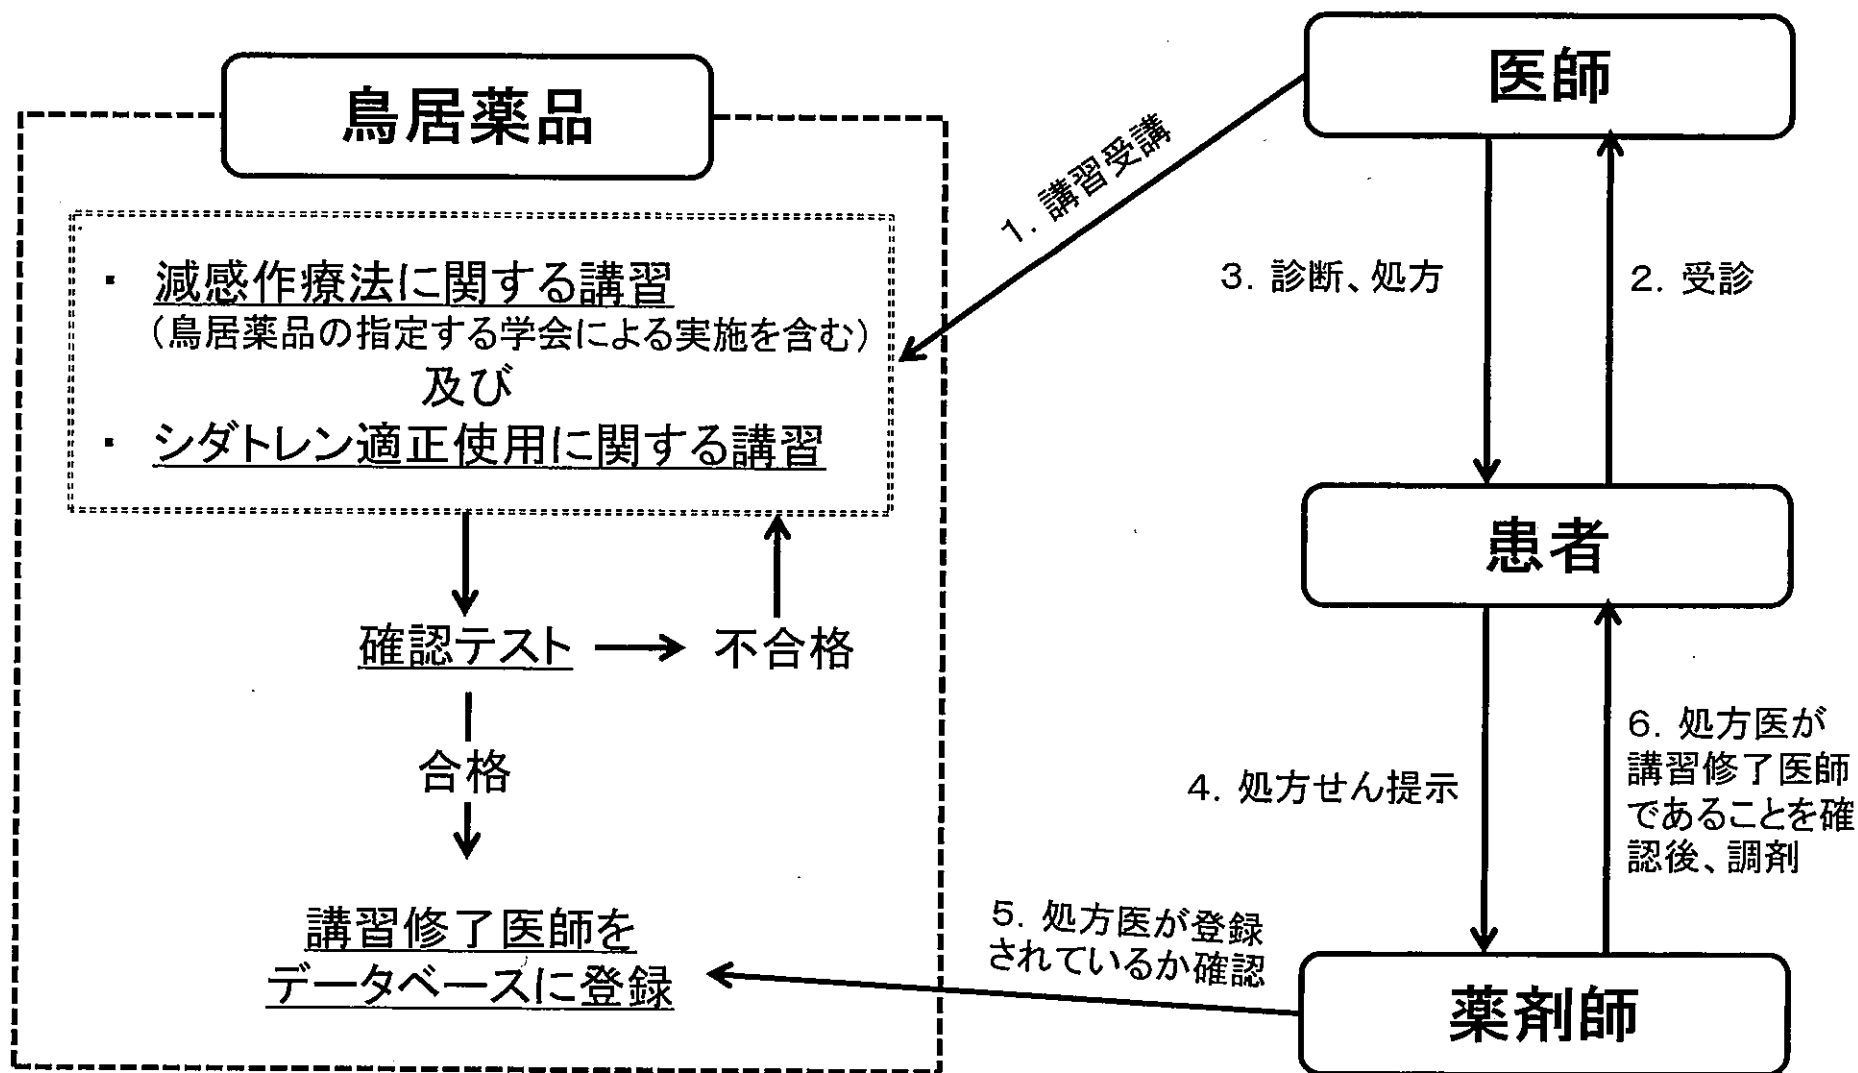 鳥居薬品
・ 減感作療法に関する講習
（鳥居薬品の指定する学会による実施を含む）
及び
・ シダトレン適正使用に関する講習
確認テスト
不合格
合格
講習修了医師を
データベースに登録
医師
1. 講習受講
3. 診断、処方
2. 受診
患者
4. 処方せん提示
6. 処方医が
講習修了医師
であることを確
認後、調剤
5. 処方医が登録
されているか確認
薬剤師